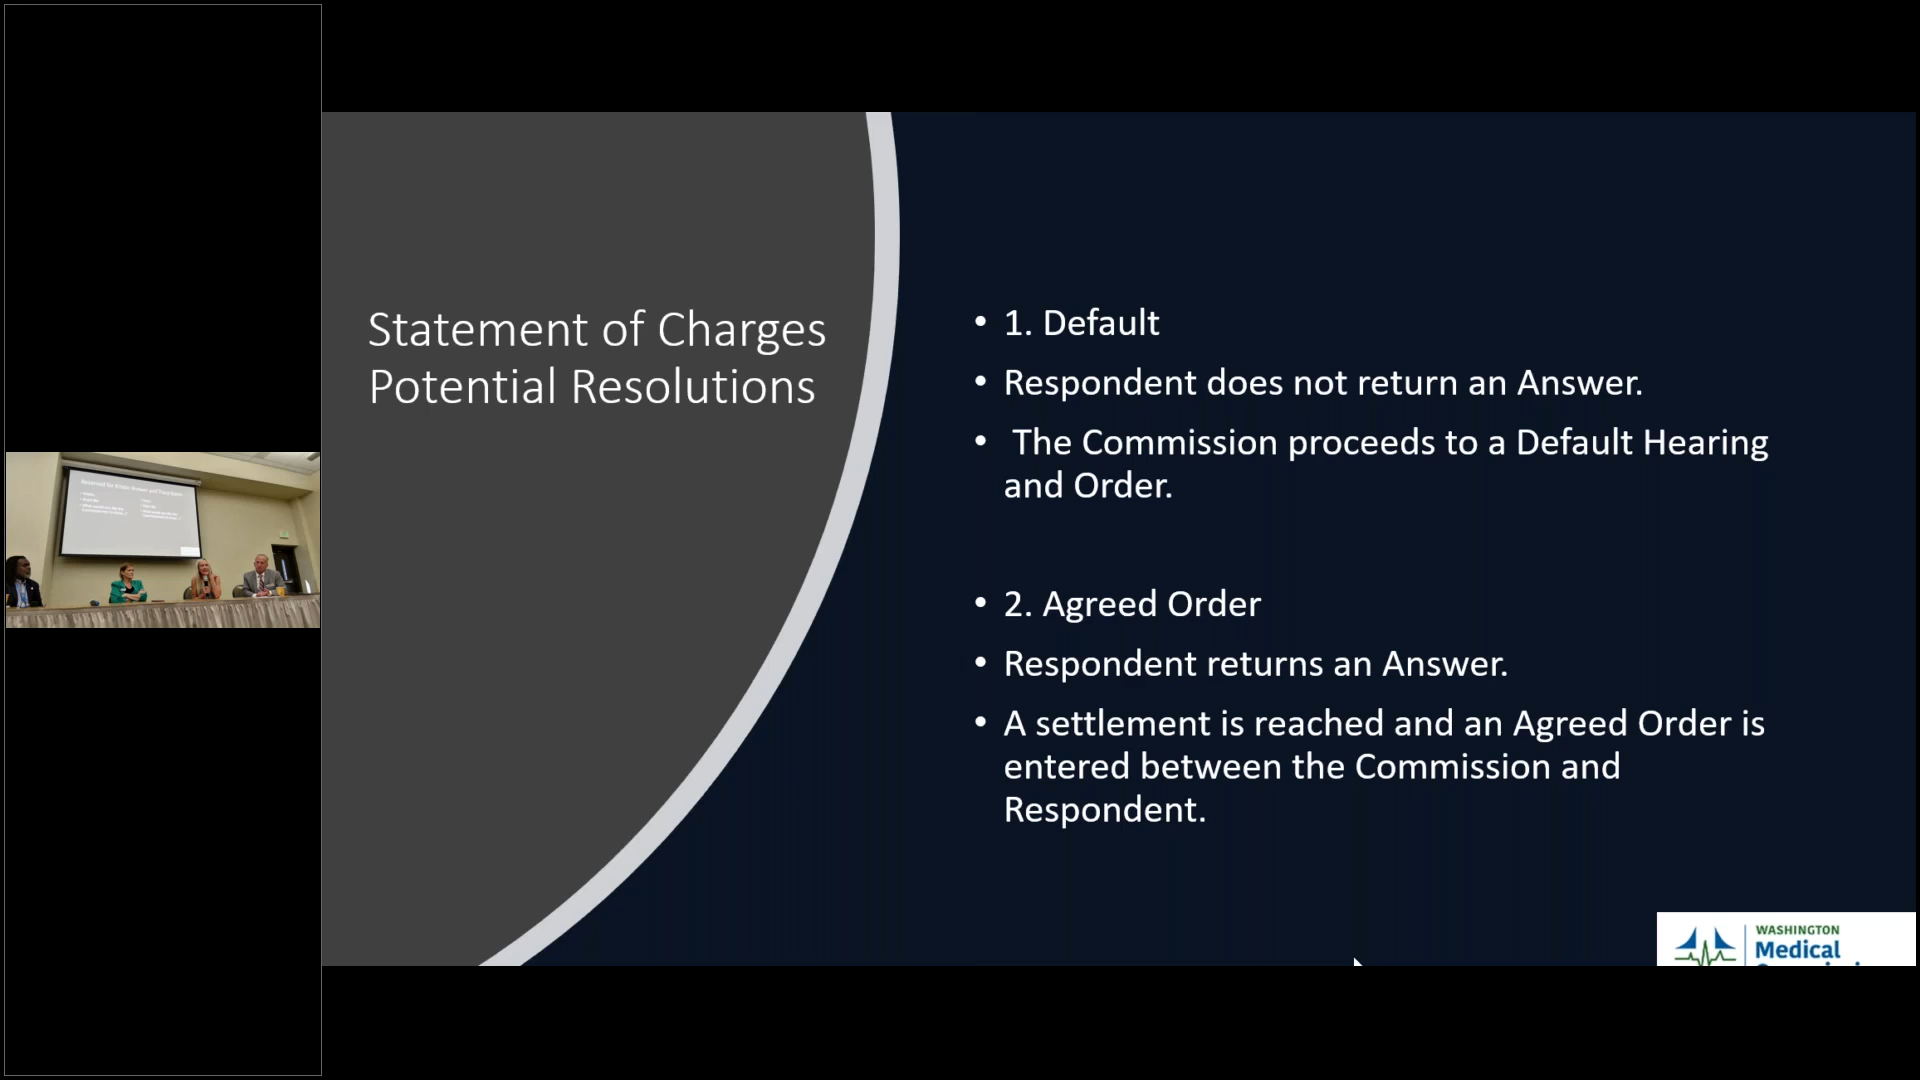 Statement of Charges
Potential Resolutions
• 1. Default
• Respondent does not return an Answer.
• The Commission proceeds to a Default Hearing
and Order.
• 2. Agreed Order
• Respondent returns an Answer.
• A settlement is reached and an Agreed Order is
entered between the Commission and
Respondent.
WASHINGTON
Medical